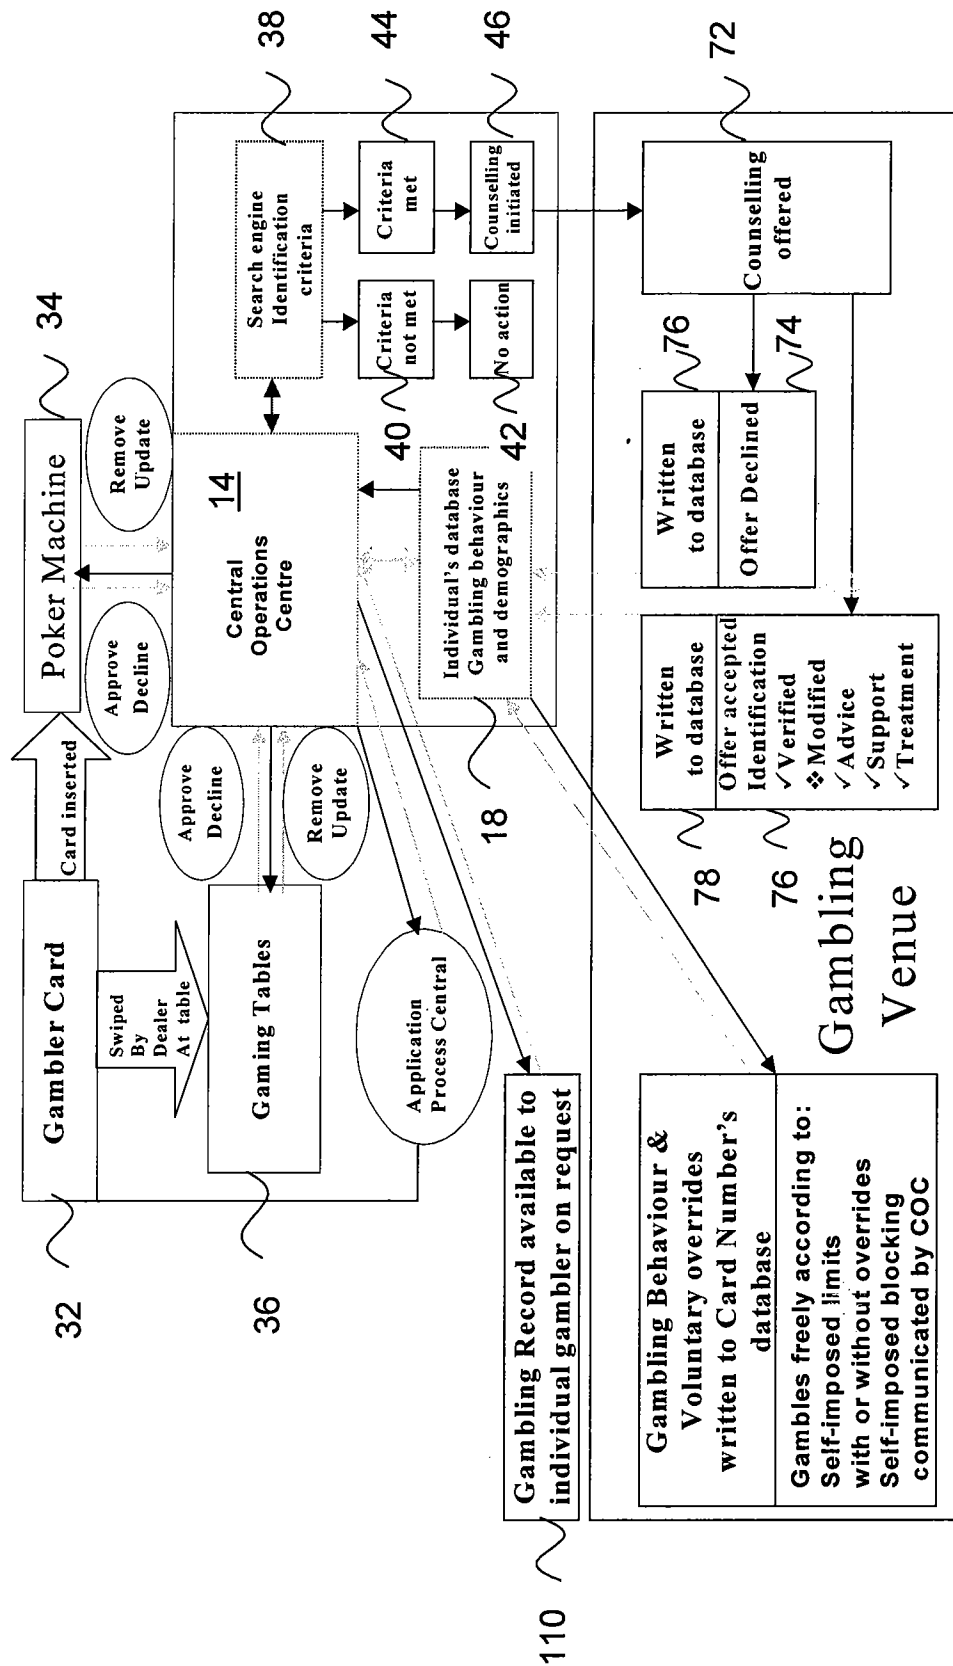 32
Gambler Card
Card inserted
Poker Machine
34
Swiped
By
Dealer
At table
Approve
Decline
Remove
Update
36
Gaming Tables
Approve
Decline
Remove
Update
14
Central
Operations
Centre
Search engine
Identification
criteria
38
Application
Process Central
40
Criteria
not met
Criteria
met
44
42
No action
Counselling
initiated
46
18
Individual's database
Gambling behaviour
and demographics
110
Gambling Record available to
individual gambler on request
Gambling Behaviour &
Voluntary overrides
written to Card Number's
database
Gambles freely according to:
Self-imposed limits
with or without overrides
Self-imposed blocking
communicated by COC
78
Written
to database
76
Offer accepted
Identification
✓Verified
❖Modified
✓Advice
✓Support
✓Treatment
76
Written
to database
Offer Declined
74
Counselling
offered
72
Gambling
Venue